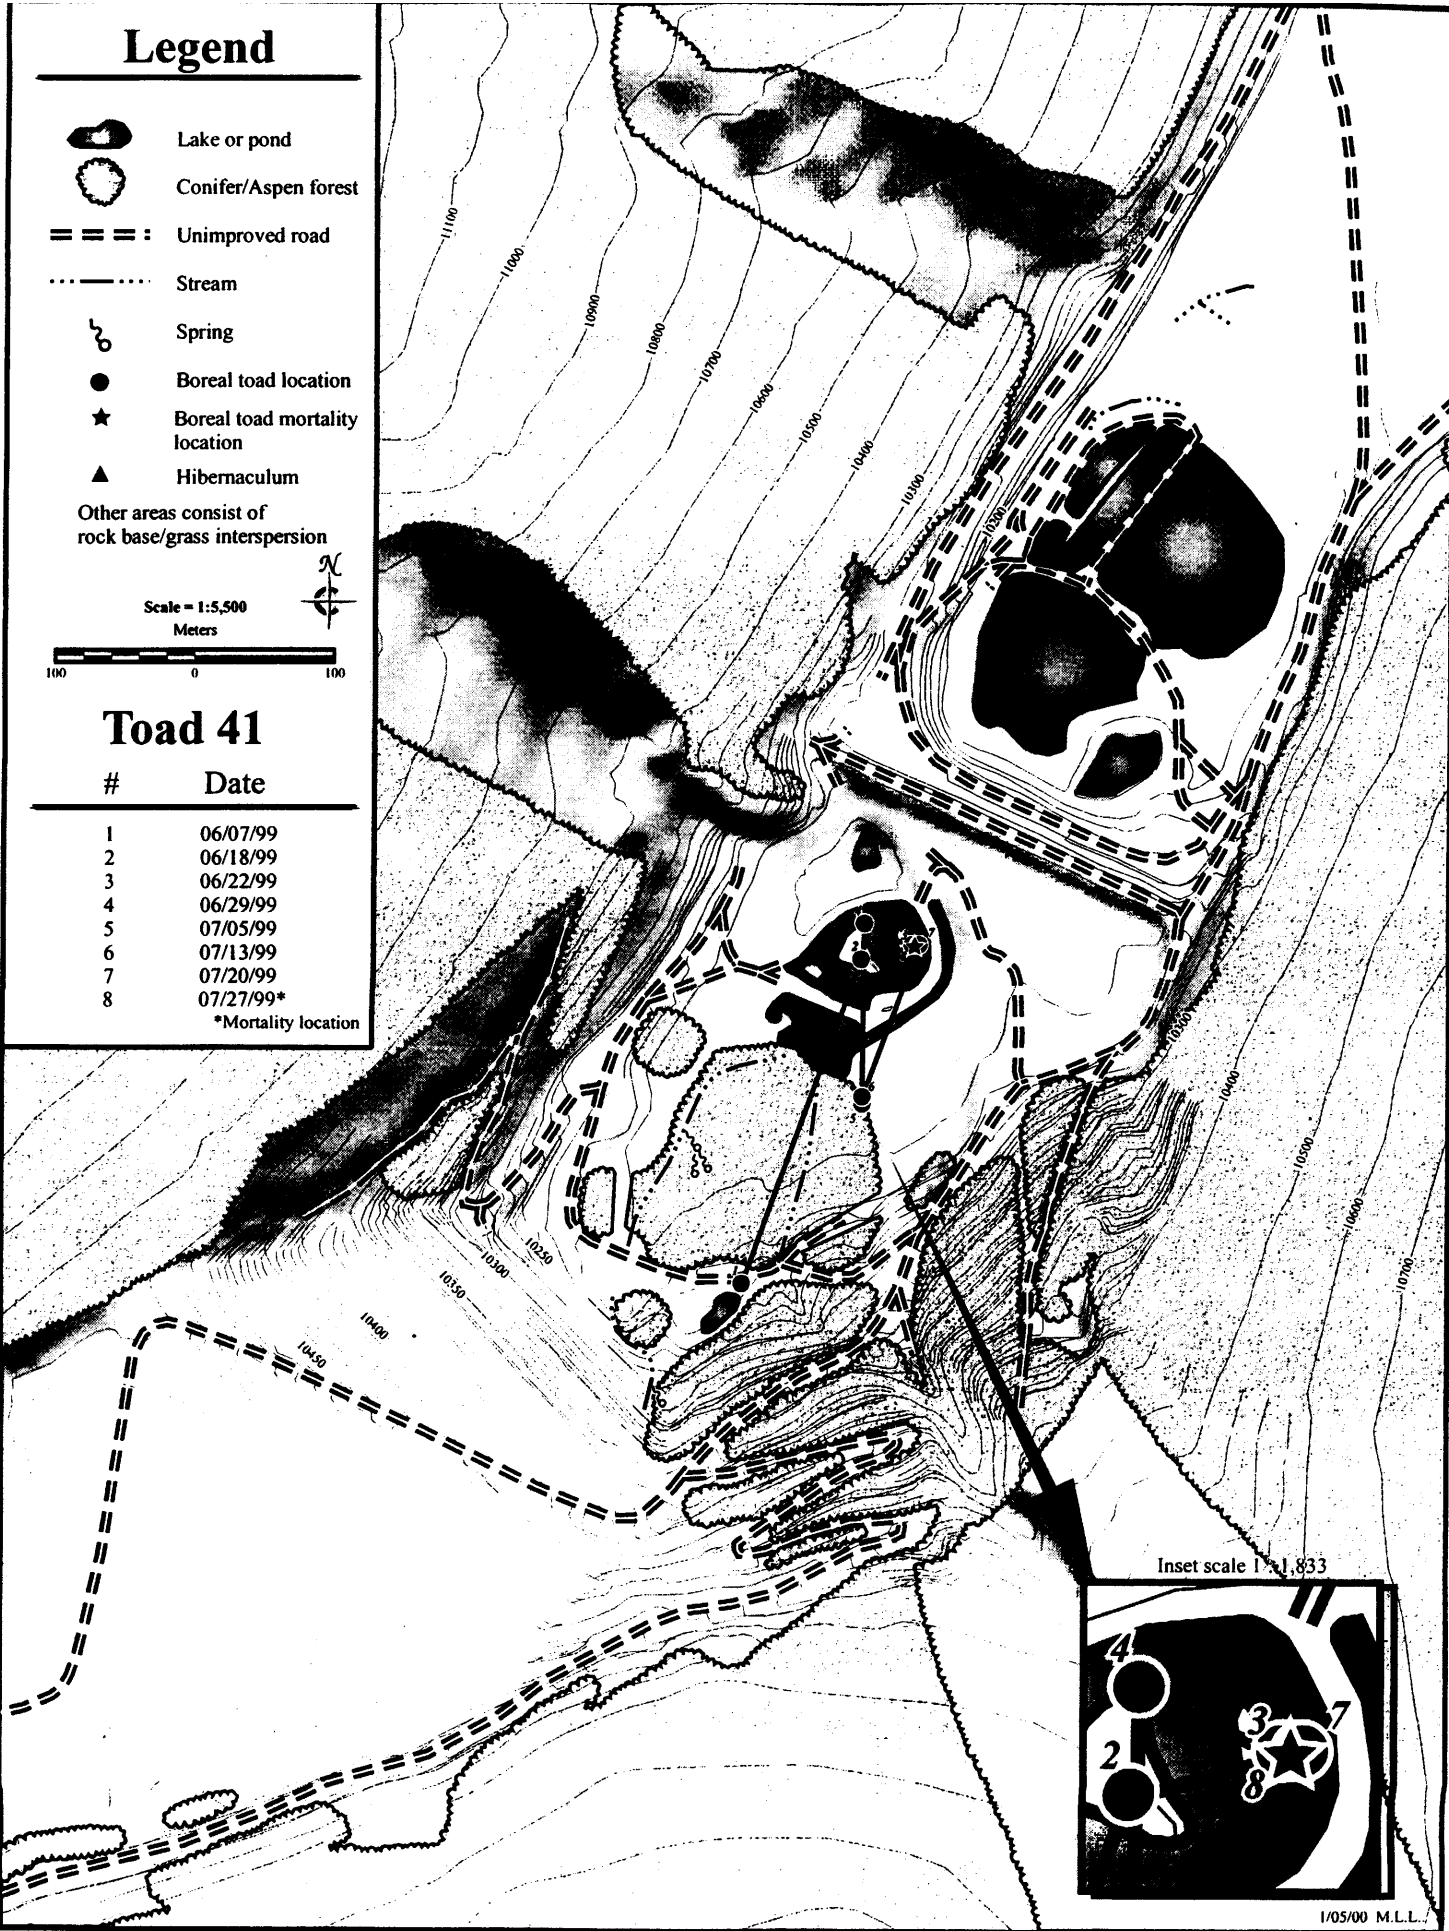 Legend
Lake or pond
Conifer/Aspen forest
Unimproved road
Stream
Spring
Boreal toad location
Boreal toad mortality
location
Hibernaculum
Other areas consist of
rock base/grass interspersion
N
Scale = 1:5,500
Meters
100 0 100
Toad 41
# Date
1 06/07/99
2 06/18/99
3 06/22/99
4 06/29/99
5 07/05/99
6 07/13/99
7 07/20/99
8 07/27/99*
*Mortality location
11100
11000
10900
10800
10700
10600
10500
10400
10300
10200
10300
10400
10500
10600
10700
10250
10300
10350
10400
10450
2
7
5
Inset scale 1:1,833
4
3 7
2
8
1/05/00 M.L.L.